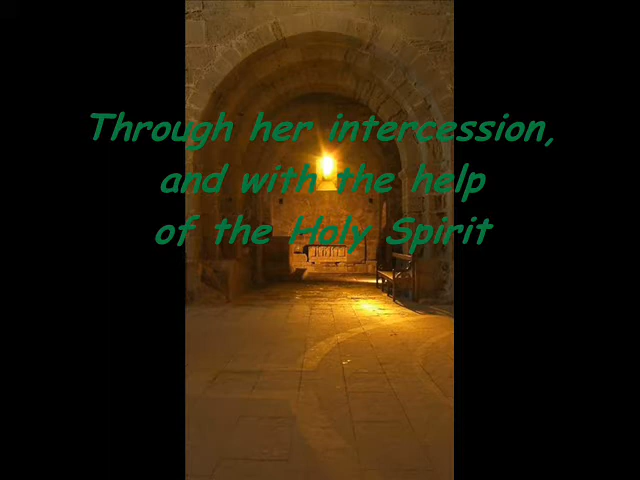 Through her intercession,
and with the help
of the Holy Spirit